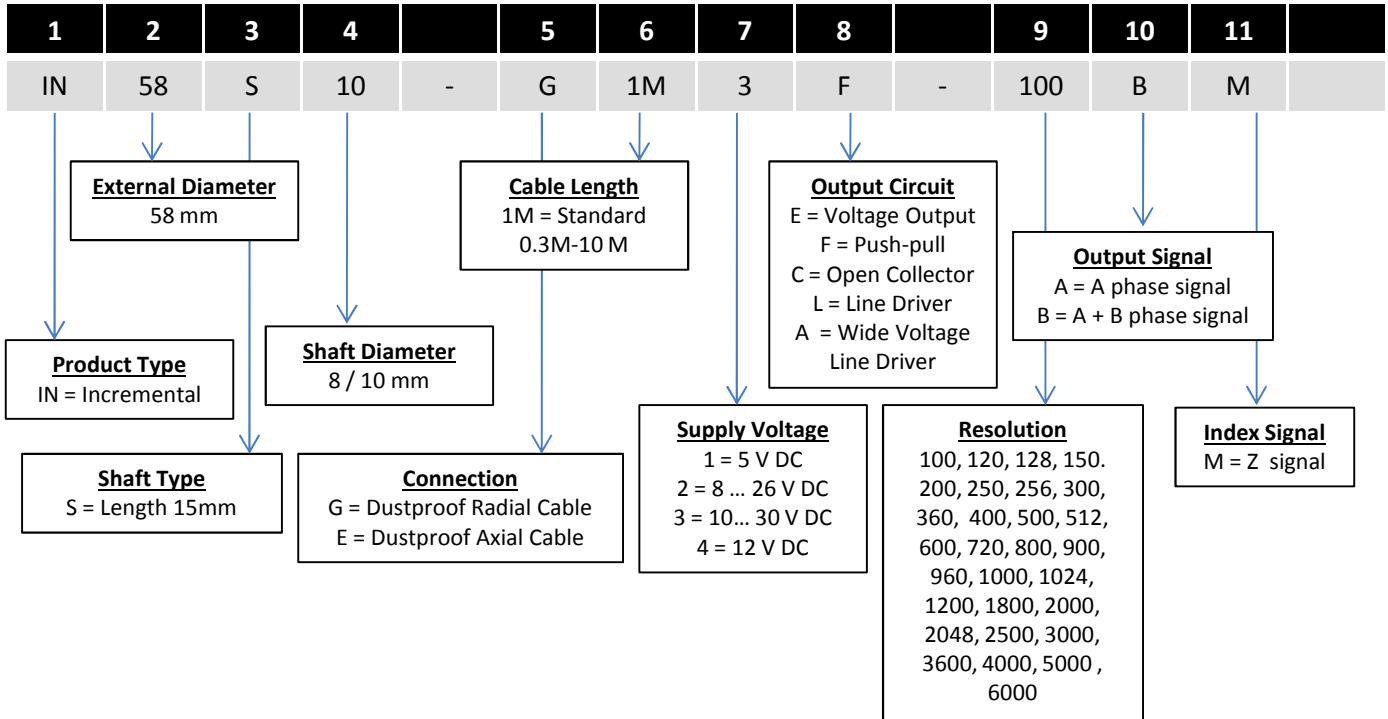 1 2 3 4 5 6 7 8 9 10 11
IN 58 S 10 - G 1M 3 F - 100 B M
External Diameter
58 mm
Cable Length
1M = Standard
0.3M-10 M
Output Circuit
E = Voltage Output
F = Push-pull
C = Open Collector
L = Line Driver
A = Wide Voltage
Line Driver
Output Signal
A = A phase signal
B = A + B phase signal
Product Type
IN = Incremental
Shaft Diameter
8 / 10 mm
Shaft Type
S = Length 15mm
Connection
G = Dustproof Radial Cable
E = Dustproof Axial Cable
Supply Voltage
1 = 5 V DC
2 = 8 ... 26 V DC
3 = 10... 30 V DC
4 = 12 V DC
Resolution
100, 120, 128, 150.
200, 250, 256, 300,
360, 400, 500, 512,
600, 720, 800, 900,
960, 1000, 1024,
1200, 1800, 2000,
2048, 2500, 3000,
3600, 4000, 5000 ,
6000
Index Signal
M = Z signal